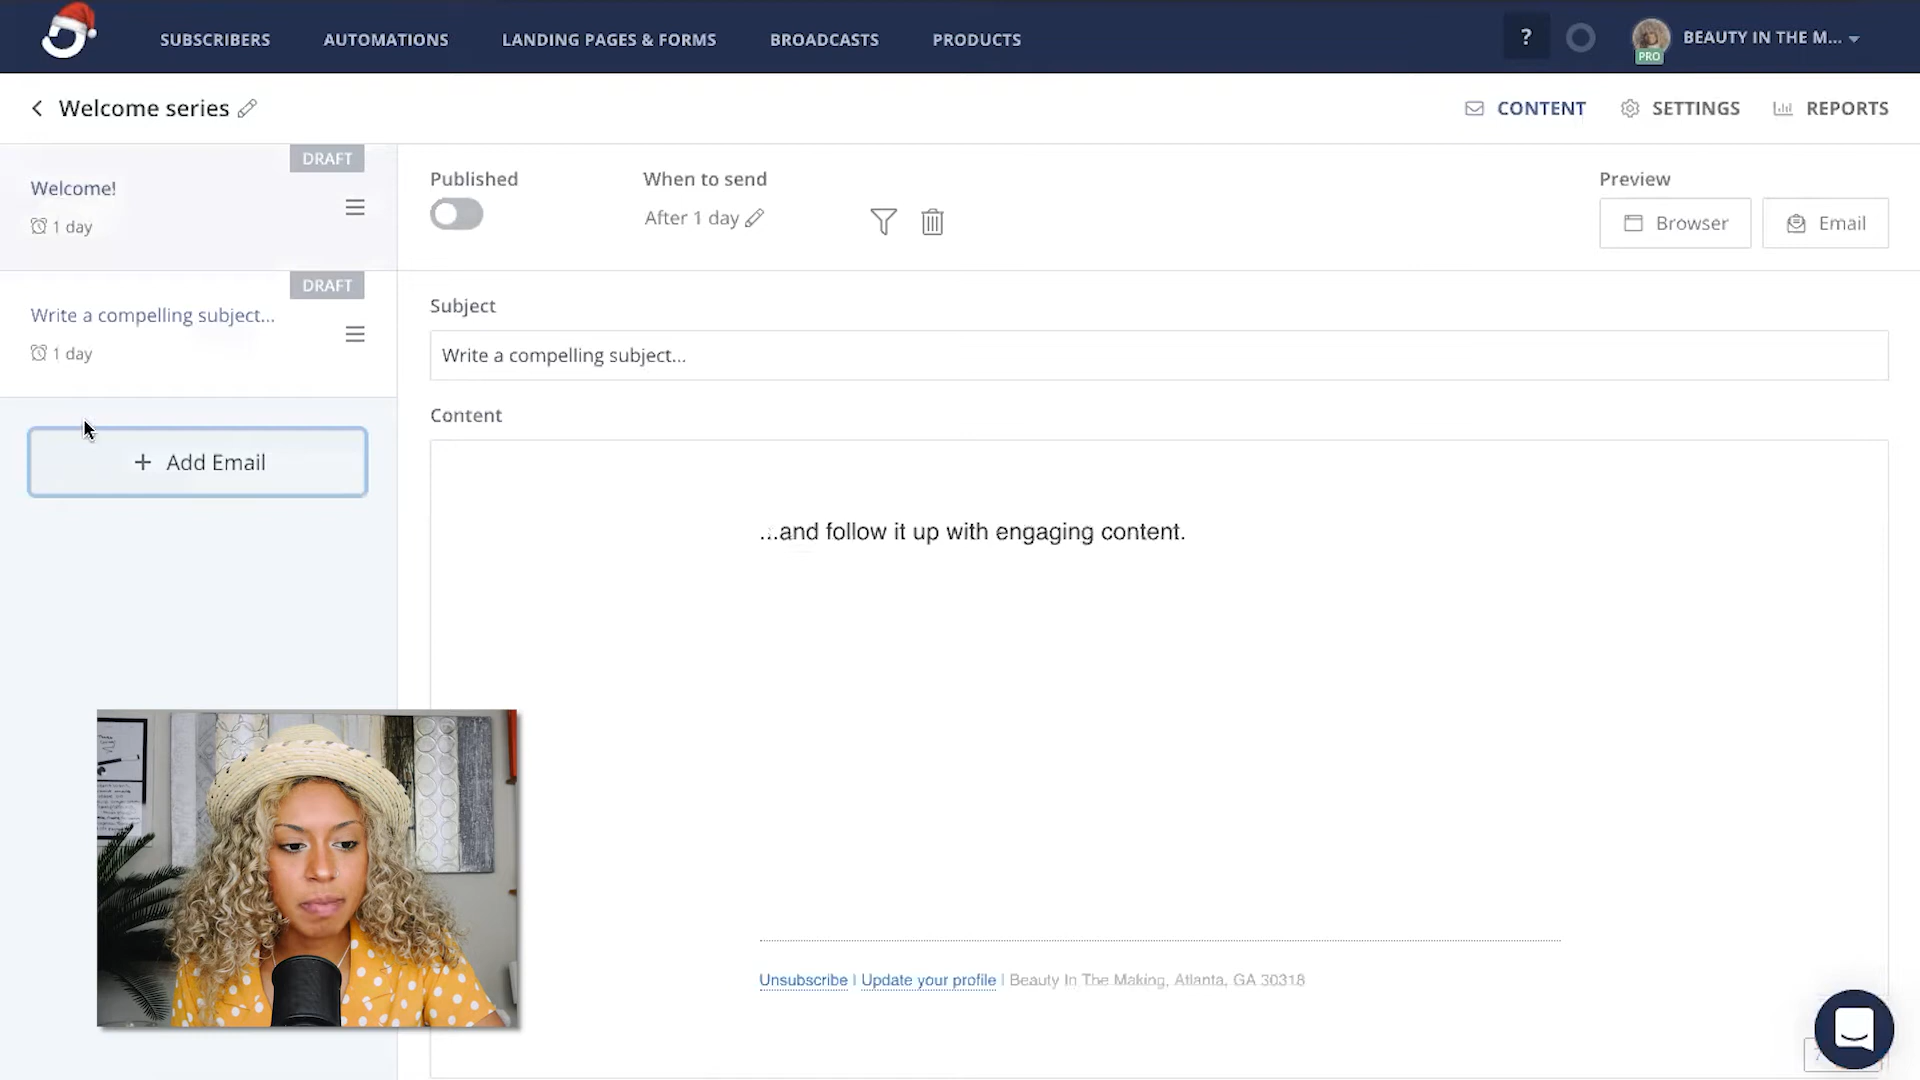 SUBSCRIBERS AUTOMATIONS LANDING PAGES & FORMS BROADCASTS PRODUCTS ? PRO BEAUTY IN THE M...
Welcome series CONTENT SETTINGS REPORTS
DRAFT
Welcome!
1 day
DRAFT
Write a compelling subject...
1 day
+ Add Email
Published When to send Preview
After 1 day Browser Email
Subject
Write a compelling subject...
Content
...and follow it up with engaging content.
Unsubscribe | Update your profile | Beauty In The Making, Atlanta, GA 30318